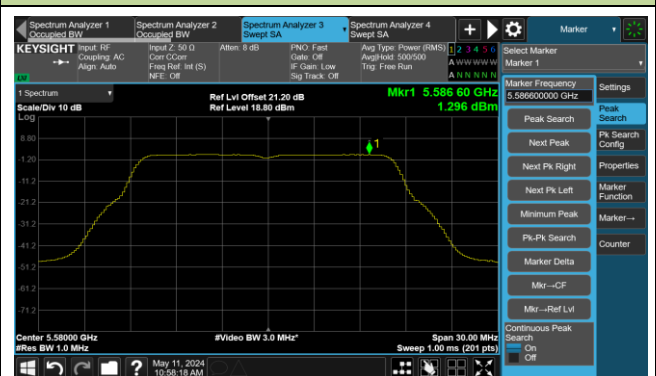 Spectrum Analyzer 1
Occupied BW
Spectrum Analyzer 2
Occupied BW
Spectrum Analyzer 3
Swept SA
Spectrum Analyzer 4
Swept SA
+
Marker
KEYSIGHT
Input: RF
Coupling: AC
Align: Auto
Input Z: 50 Ω
Corr CCorr
Freq Ref: Int (S)
NFE: Off
Atten: 8 dB
PNO: Fast
Gate: Off
IF Gain: Low
Sig Track: Off
Avg Type: Power (RMS)
Avg|Hold: 500/500
Trig: Free Run
1 2 3 4 5 6
A W W W W W
A N N N N N
Select Marker
Marker 1
1 Spectrum
Scale/Div 10 dB
Log
Ref Lvl Offset 21.20 dB
Ref Level 18.80 dBm
Mkr1 5.586 60 GHz
1.296 dBm
8.80
-1.20
-11.2
-21.2
-31.2
-41.2
-51.2
-61.2
-71.2
1
Center 5.58000 GHz
#Res BW 1.0 MHz
#Video BW 3.0 MHz*
Span 30.00 MHz
Sweep 1.00 ms (201 pts)
Marker Frequency
5.586600000 GHz
Peak Search
Next Peak
Next Pk Right
Next Pk Left
Minimum Peak
Pk-Pk Search
Marker Delta
Mkr→CF
Mkr→Ref Lvl
Continuous Peak
Search
On
Off
Settings
Peak
Search
Pk Search
Config
Properties
Marker
Function
Marker→
Counter
?
May 11, 2024
10:58:18 AM